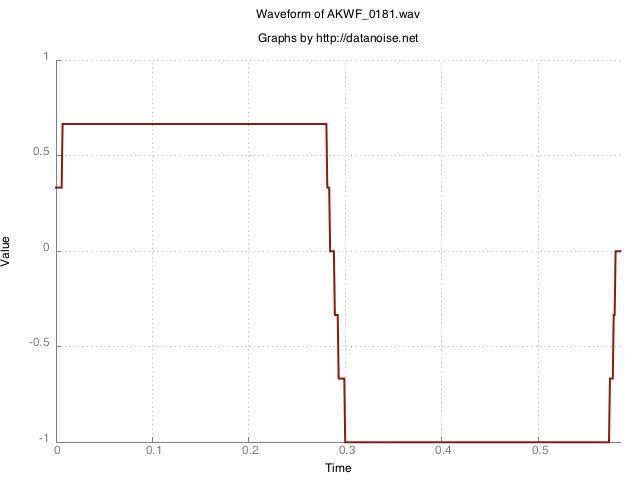 Waveform of AKWF_0181.wav
Graphs by http://datanoise.net
1
0.5
0
-0.5
-1
Value
0 0.1 0.2 0.3 0.4 0.5
Time